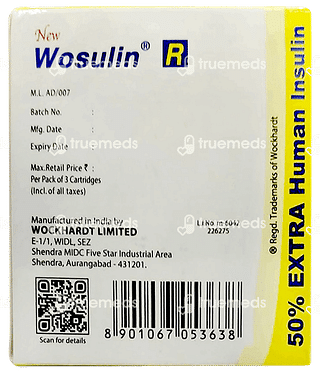 New
Wosulin® R
M.L. AD/007
Batch No. :
Mfg. Date :
Expiry Date :
Max.Retail Price ₹ :
Per Pack of 3 Cartridges
(Incl. of all taxes)
Manufactured in India by
WOCKHARDT LIMITED
E-1/1, WIDL, SEZ
Shendra MIDC Five Star Industrial Area
Shendra, Aurangabad - 431201.
226275
Scan for details
8 901067 053638
50% EXTRA Human Insulin
® Regd. Trademarks of Wockhardt
truemeds
truemeds
truemeds
truemeds
truemeds
truemeds